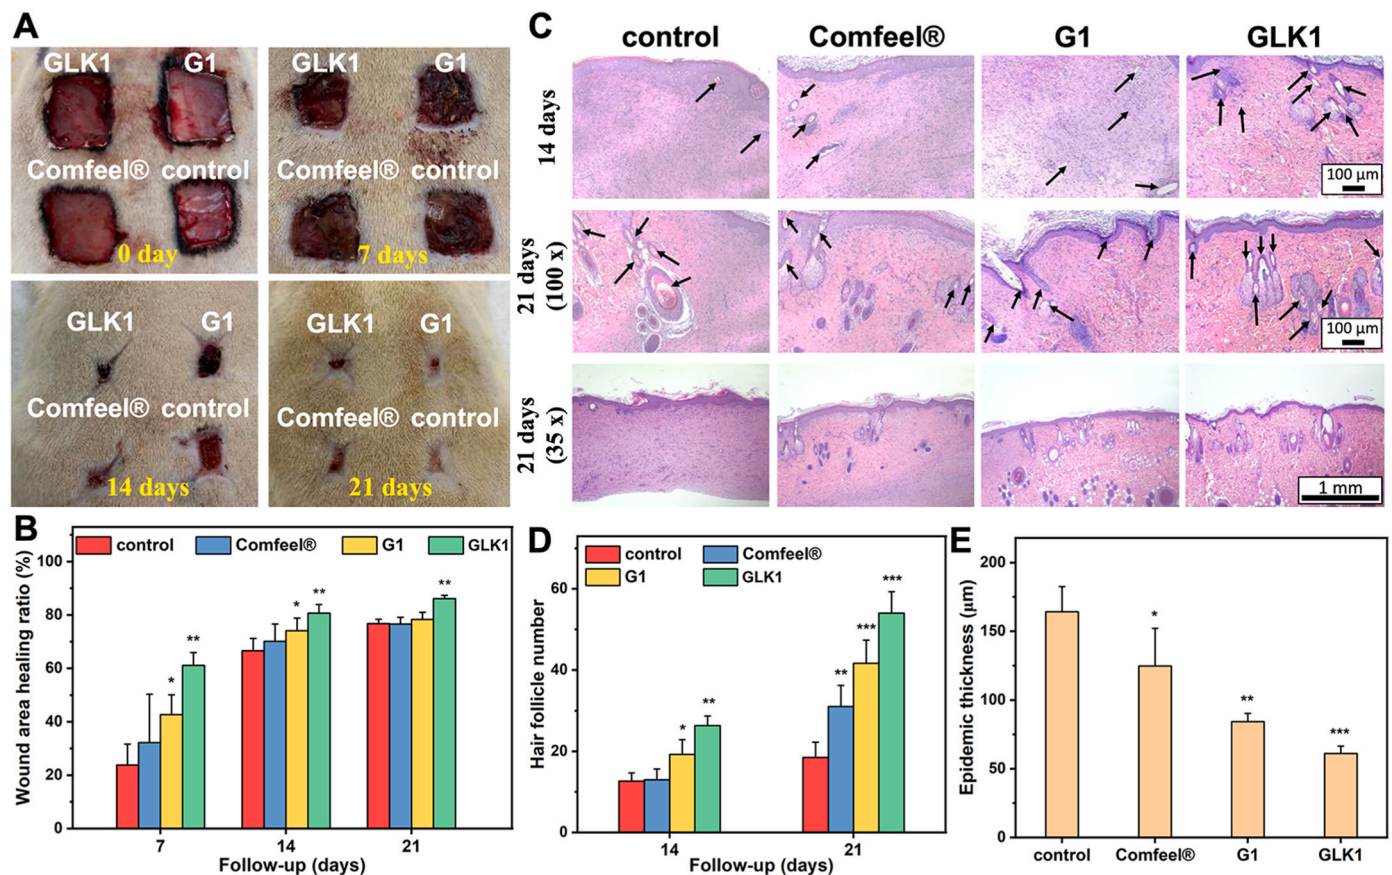 A
GLK1 G1
Comfeel® control
0 day
GLK1 G1
Comfeel® control
7 days
GLK1 G1
Comfeel® control
14 days
GLK1 G1
Comfeel® control
21 days
C
control Comfeel® G1 GLK1
14 days
100 μm
21 days
(100 x)
100 μm
21 days
(35 x)
1 mm
B
Wound area healing ratio (%)
control Comfeel® G1 GLK1
100
80
60
40
20
0
* **
* **
**
7 14 21
Follow-up (days)
D
Hair follicle number
control Comfeel®
G1 GLK1
60
40
20
0
* **
** *** ***
14 21
Follow-up (days)
E
Epidemic thickness (μm)
200
150
100
50
0
* ** ***
control Comfeel® G1 GLK1